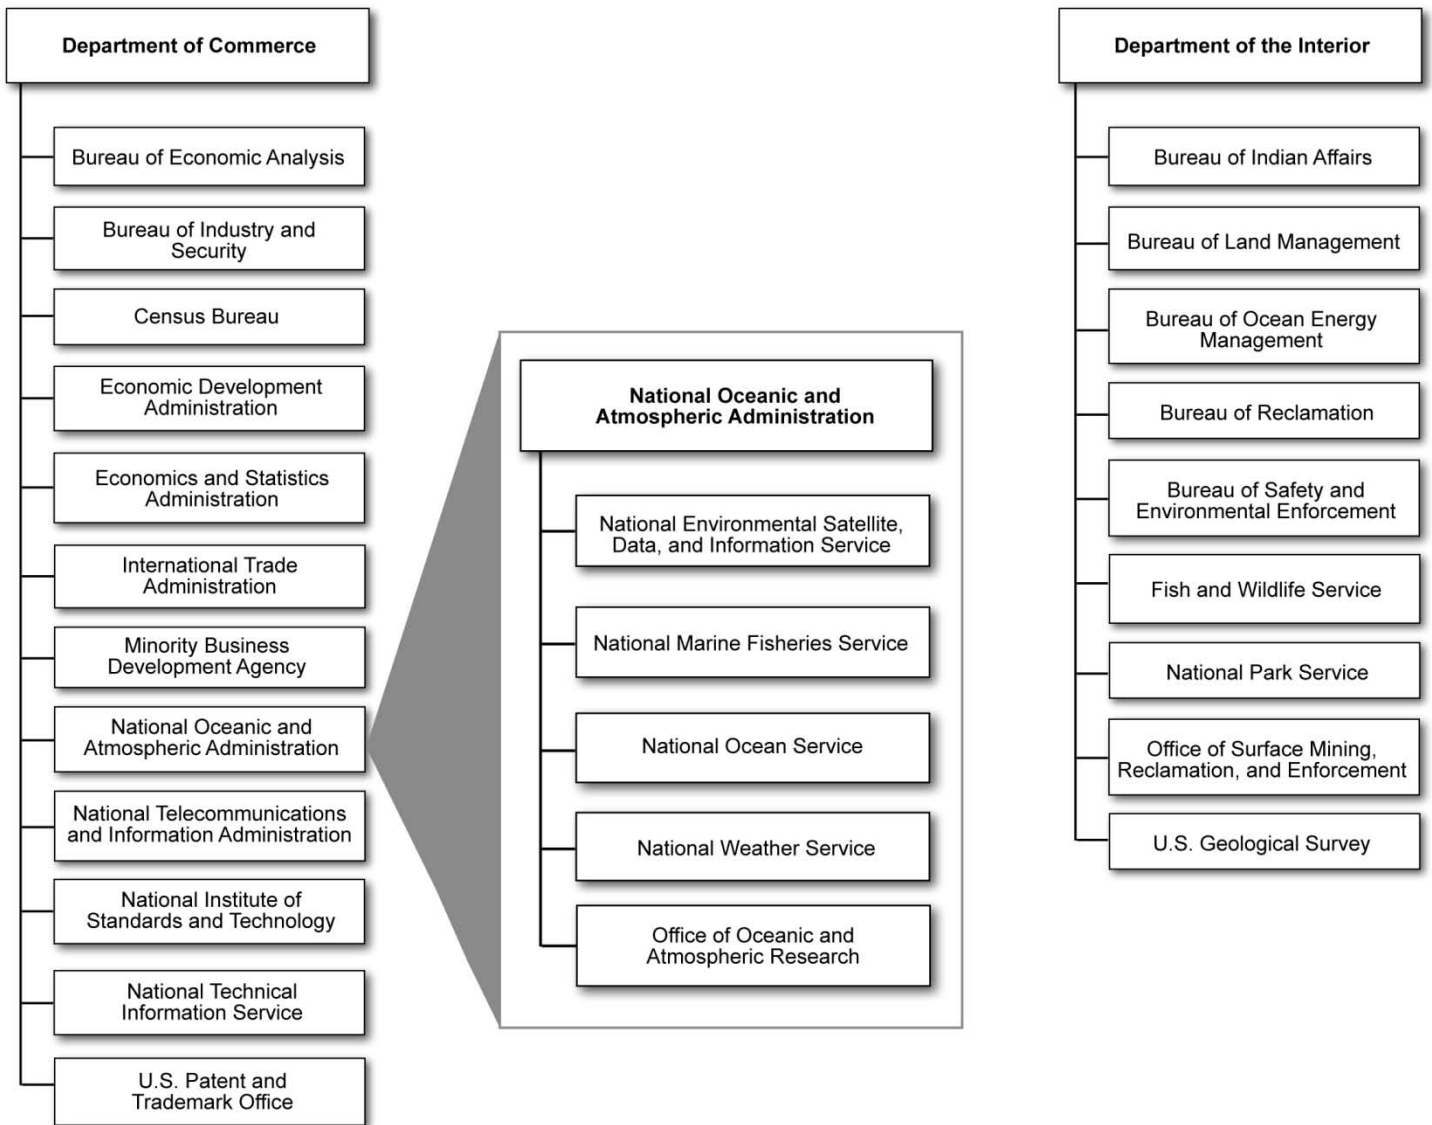 Department of Commerce
Bureau of Economic Analysis
Bureau of Industry and
Security
Census Bureau
Economic Development
Administration
Economics and Statistics
Administration
International Trade
Administration
Minority Business
Development Agency
National Oceanic and
Atmospheric Administration
National Telecommunications
and Information Administration
National Institute of
Standards and Technology
National Technical
Information Service
U.S. Patent and
Trademark Office
National Oceanic and
Atmospheric Administration
National Environmental Satellite,
Data, and Information Service
National Marine Fisheries Service
National Ocean Service
National Weather Service
Office of Oceanic and
Atmospheric Research
Department of the Interior
Bureau of Indian Affairs
Bureau of Land Management
Bureau of Ocean Energy
Management
Bureau of Reclamation
Bureau of Safety and
Environmental Enforcement
Fish and Wildlife Service
National Park Service
Office of Surface Mining,
Reclamation, and Enforcement
U.S. Geological Survey